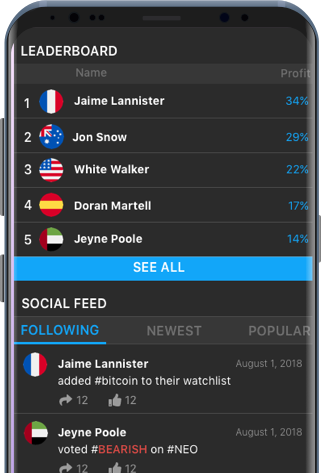 LEADERBOARD
Name Profit
1 Jaime Lannister 34%
2 Jon Snow 29%
3 White Walker 22%
4 Doran Martell 17%
5 Jeyne Poole 14%
SEE ALL
SOCIAL FEED
FOLLOWING NEWEST POPULAR
Jaime Lannister August 1, 2018
added #bitcoin to their watchlist
12 12
Jeyne Poole August 1, 2018
voted #BEARISH on #NEO
12 12